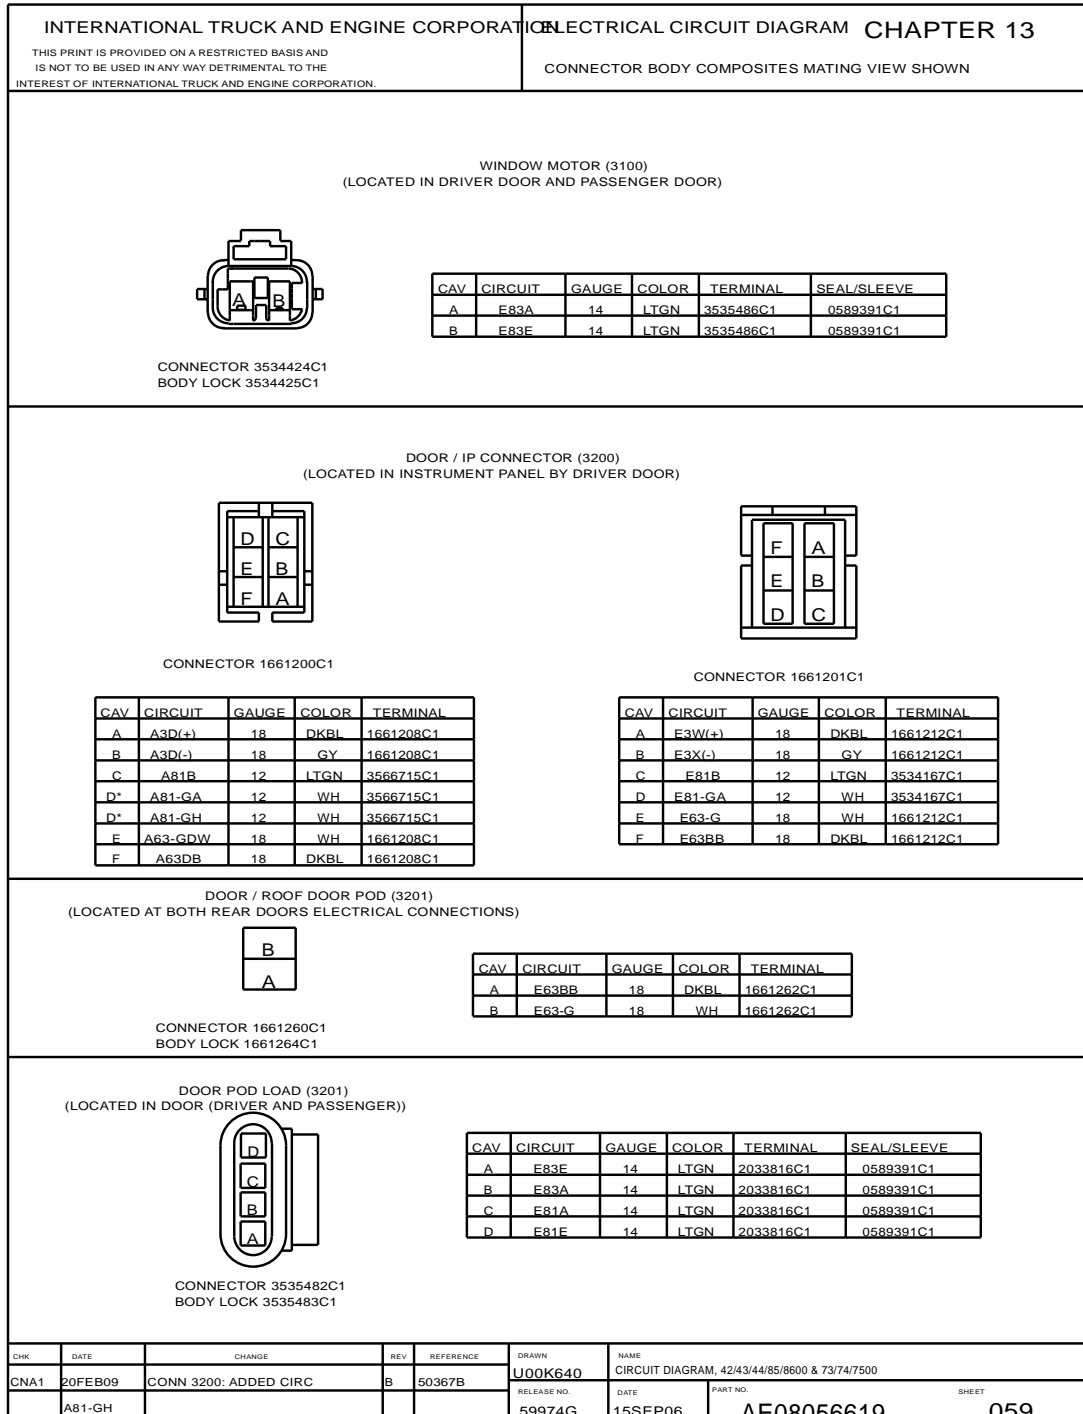 INTERNATIONAL TRUCK AND ENGINE CORPORATION
THIS PRINT IS PROVIDED ON A RESTRICTED BASIS AND
IS NOT TO BE USED IN ANY WAY DETRIMENTAL TO THE
INTEREST OF INTERNATIONAL TRUCK AND ENGINE CORPORATION.
ELECTRICAL CIRCUIT DIAGRAM CHAPTER 13
CONNECTOR BODY COMPOSITES MATING VIEW SHOWN
WINDOW MOTOR (3100)
(LOCATED IN DRIVER DOOR AND PASSENGER DOOR)
A B
CONNECTOR 3534424C1
BODY LOCK 3534425C1
CAV CIRCUIT GAUGE COLOR TERMINAL SEAL/SLEEVE
A E83A 14 LTGN 3535486C1 0589391C1
B E83E 14 LTGN 3535486C1 0589391C1
DOOR / IP CONNECTOR (3200)
(LOCATED IN INSTRUMENT PANEL BY DRIVER DOOR)
D C
E B
F A
CONNECTOR 1661200C1
CAV CIRCUIT GAUGE COLOR TERMINAL
A A3D(+) 18 DKBL 1661208C1
B A3D(-) 18 GY 1661208C1
C A81B 12 LTGN 3566715C1
D* A81-GA 12 WH 3566715C1
D* A81-GH 12 WH 3566715C1
E A63-GDW 18 WH 1661208C1
F A63DB 18 DKBL 1661208C1
F A
E B
D C
CONNECTOR 1661201C1
CAV CIRCUIT GAUGE COLOR TERMINAL
A E3W(+) 18 DKBL 1661212C1
B E3X(-) 18 GY 1661212C1
C E81B 12 LTGN 3534167C1
D E81-GA 12 WH 3534167C1
E E63-G 18 WH 1661212C1
F E63BB 18 DKBL 1661212C1
DOOR / ROOF DOOR POD (3201)
(LOCATED AT BOTH REAR DOORS ELECTRICAL CONNECTIONS)
B
A
CONNECTOR 1661260C1
BODY LOCK 1661264C1
CAV CIRCUIT GAUGE COLOR TERMINAL
A E63BB 18 DKBL 1661262C1
B E63-G 18 WH 1661262C1
DOOR POD LOAD (3201)
(LOCATED IN DOOR (DRIVER AND PASSENGER))
D
C
B
A
CONNECTOR 3535482C1
BODY LOCK 3535483C1
CAV CIRCUIT GAUGE COLOR TERMINAL SEAL/SLEEVE
A E83E 14 LTGN 2033816C1 0589391C1
B E83A 14 LTGN 2033816C1 0589391C1
C E81A 14 LTGN 2033816C1 0589391C1
D E81E 14 LTGN 2033816C1 0589391C1
CHK DATE CHANGE REV REFERENCE
CNA1 20FEB09 CONN 3200: ADDED CIRC B 50367B
A81-GH
DRAWN
U00K640
NAME
CIRCUIT DIAGRAM, 42/43/44/85/8600 & 73/74/7500
RELEASE NO. DATE PART NO. SHEET
59974G 15SEP06 AE08056619 059